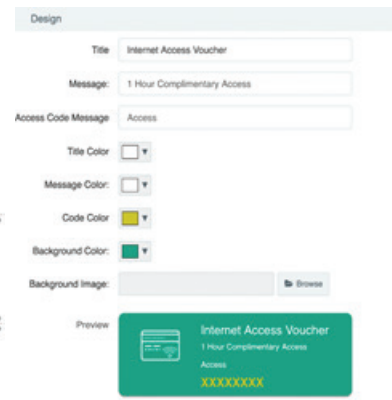 Design
Title Internet Access Voucher
Message: 1 Hour Complimentary Access
Access Code Message Access
Title Color
Message Color:
Code Color
Background Color:
Background Image: Browse
Preview
Internet Access Voucher
1 Hour Complimentary Access
Access
XXXXXXXX